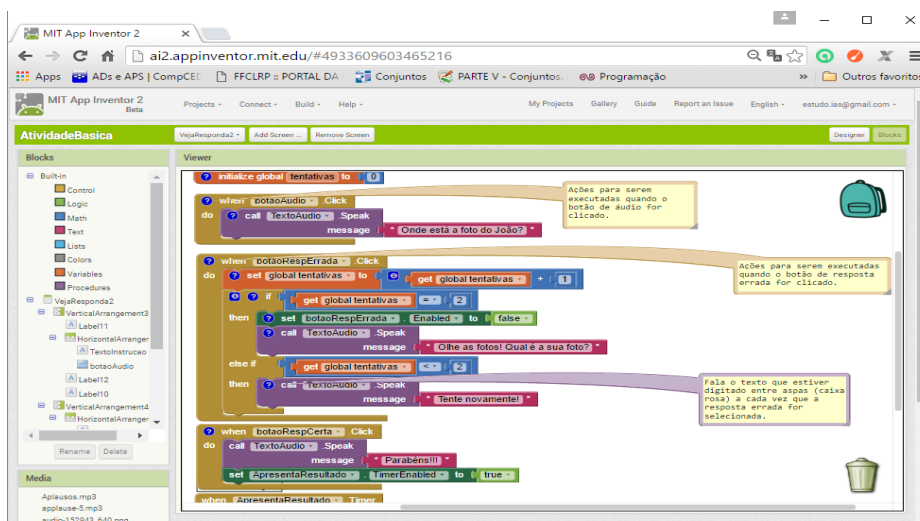 MIT App Inventor 2
ai2.appinventor.mit.edu/#4933609603465216
Apps
ADs e APS | CompCED
FFCLRP :: PORTAL DA
Conjuntos
PARTE V - Conjuntos.
Programação
»
Outros favoritos
MIT App Inventor 2
Beta
Projects
Connect
Build
Help
My Projects
Gallery
Guide
Report an Issue
English
estudo.ias@gmail.com
AtividadeBasica
VejaResponda2
Add Screen ...
Remove Screen
Designer
Blocks
Blocks
Built-in
Control
Logic
Math
Text
Lists
Colors
Variables
Procedures
VejaResponda2
VerticalArrangement3
Label11
HorizontalArranger
TextoInstrucao
botaoAudio
Label12
Label10
VerticalArrangement4
HorizontalArranger
Rename
Delete
Media
Aplausos.mp3
applause-5.mp3
audio-152943_640.png
Viewer
initialize global tentativas to 0
when botaoAudio .Click
do call TextoAudio .Speak
message " Onde está a foto do João? "
Ações para serem
executadas quando o
botão de áudio for
clicado.
when botaoRespErrada .Click
do set global tentativas to get global tentativas + 1
if get global tentativas = 2
then set botaoRespErrada . Enabled to false
call TextoAudio .Speak
message " Olhe as fotos! Qual é a sua foto? "
else if get global tentativas < 2
then call TextoAudio .Speak
message " Tente novamente! "
Ações para serem executadas
quando o botão de resposta
errada for clicado.
Fala o texto que estiver
digitado entre aspas (caixa
rosa) a cada vez que a
resposta errada for
selecionada.
when botaoRespCerta .Click
do call TextoAudio .Speak
message " Parabéns!!! "
set ApresentaResultado . TimerEnabled to true
when ApresentaResultado .Timer